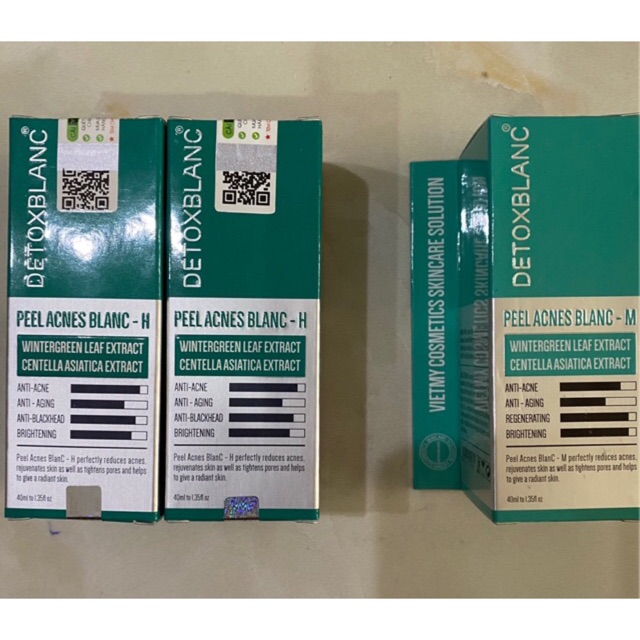 DETOXBLANC®
PEEL ACNES BLANC - H
WINTERGREEN LEAF EXTRACT
CENTELLA ASIATICA EXTRACT
ANTI-ACNE
ANTI - AGING
ANTI-BLACKHEAD
BRIGHTENING
Peel Acnes BlanC - H perfectly reduces acnes,
rejuvenates skin as well as tightens pores and helps
to give a radiant skin.
40ml to 1.35fl oz
DETOXBLANC®
PEEL ACNES BLANC - H
WINTERGREEN LEAF EXTRACT
CENTELLA ASIATICA EXTRACT
ANTI-ACNE
ANTI - AGING
ANTI-BLACKHEAD
BRIGHTENING
Peel Acnes BlanC - H perfectly reduces acnes,
rejuvenates skin as well as tightens pores and helps
to give a radiant skin.
40ml to 1.35fl oz
VIETMY COSMETICS SKINCARE SOLUTION
DETOXBLANC©
PEEL ACNES BLANC - M
WINTERGREEN LEAF EXTRACT
CENTELLA ASIATICA EXTRACT
ANTI-ACNE
ANTI - AGING
REGENERATING
BRIGHTENING
Peel Acnes BlanC - M perfectly reduces acnes,
rejuvenates skin as well as tightens pores and helps
to give a radiant skin.
40ml to 1.35fl oz